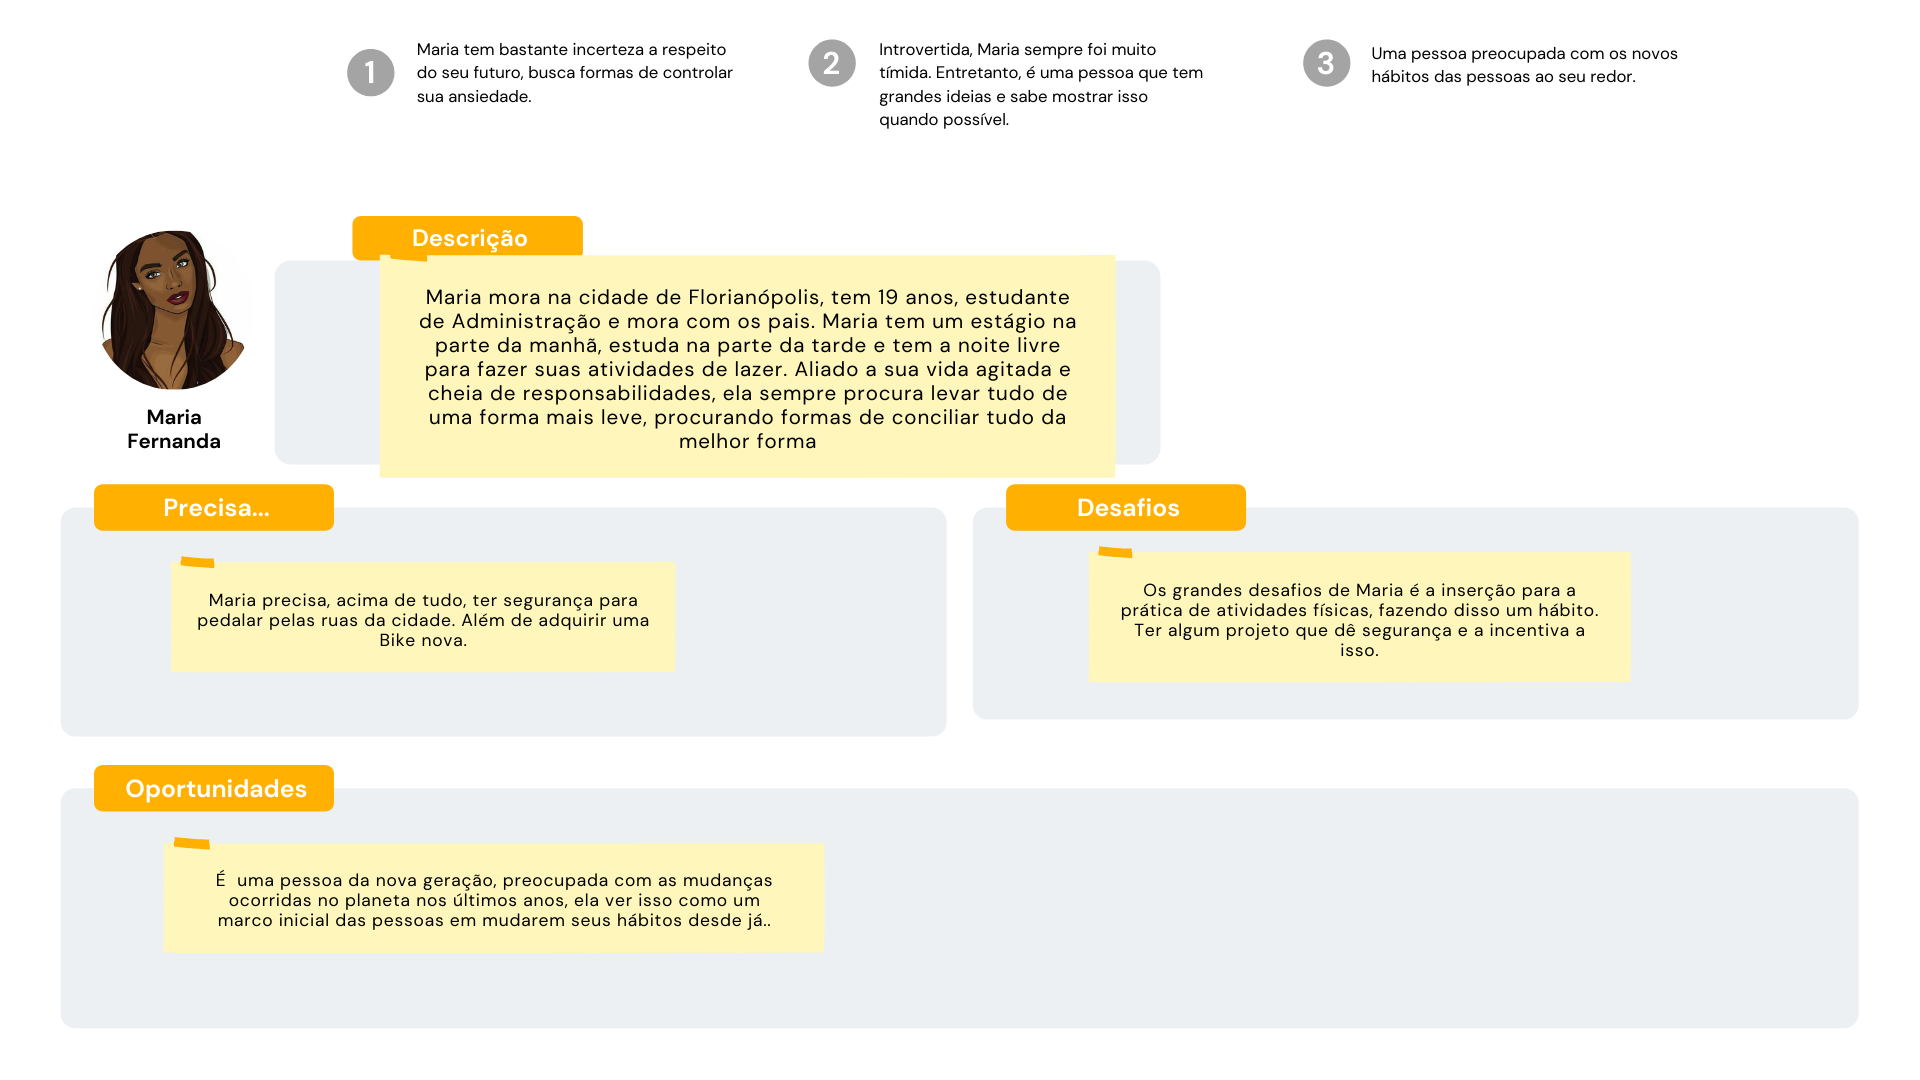 1
Maria tem bastante incerteza a respeito
do seu futuro, busca formas de controlar
sua ansiedade.
2
Introvertida, Maria sempre foi muito
tímida. Entretanto, é uma pessoa que tem
grandes ideias e sabe mostrar isso
quando possível.
3
Uma pessoa preocupada com os novos
hábitos das pessoas ao seu redor.
Maria
Fernanda
Descrição
Maria mora na cidade de Florianópolis, tem 19 anos, estudante
de Administração e mora com os pais. Maria tem um estágio na
parte da manhã, estuda na parte da tarde e tem a noite livre
para fazer suas atividades de lazer. Aliado a sua vida agitada e
cheia de responsabilidades, ela sempre procura levar tudo de
uma forma mais leve, procurando formas de conciliar tudo da
melhor forma
Precisa...
Maria precisa, acima de tudo, ter segurança para
pedalar pelas ruas da cidade. Além de adquirir uma
Bike nova.
Desafios
Os grandes desafios de Maria é a inserção para a
prática de atividades físicas, fazendo disso um hábito.
Ter algum projeto que dê segurança e a incentiva a
isso.
Oportunidades
É  uma pessoa da nova geração, preocupada com as mudanças
ocorridas no planeta nos últimos anos, ela ver isso como um
marco inicial das pessoas em mudarem seus hábitos desde já..